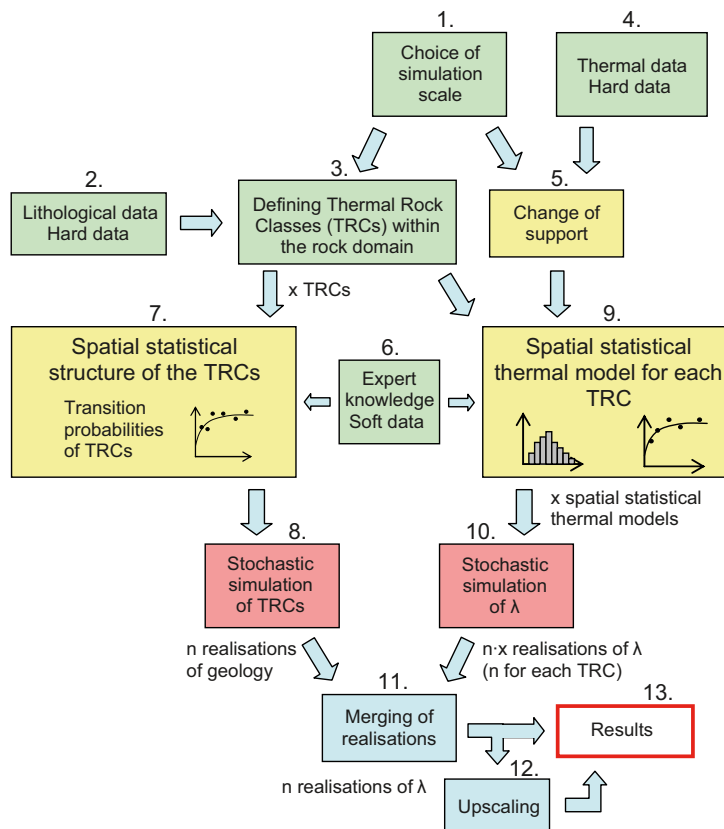 1.
Choice of
simulation
scale
4.
Thermal data
Hard data
2.
Lithological data
Hard data
3.
Defining Thermal Rock
Classes (TRCs) within
the rock domain
5.
Change of
support
x TRCs
7.
Spatial statistical
structure of the TRCs
Transition
probabilities
of TRCs
6.
Expert
knowledge
Soft data
9.
Spatial statistical
thermal model for each
TRC
x spatial statistical
thermal models
8.
Stochastic
simulation
of TRCs
10.
Stochastic
simulation
of λ
n realisations
of geology
n·x realisations of λ
(n for each TRC)
11.
Merging of
realisations
13.
Results
n realisations of λ
12.
Upscaling